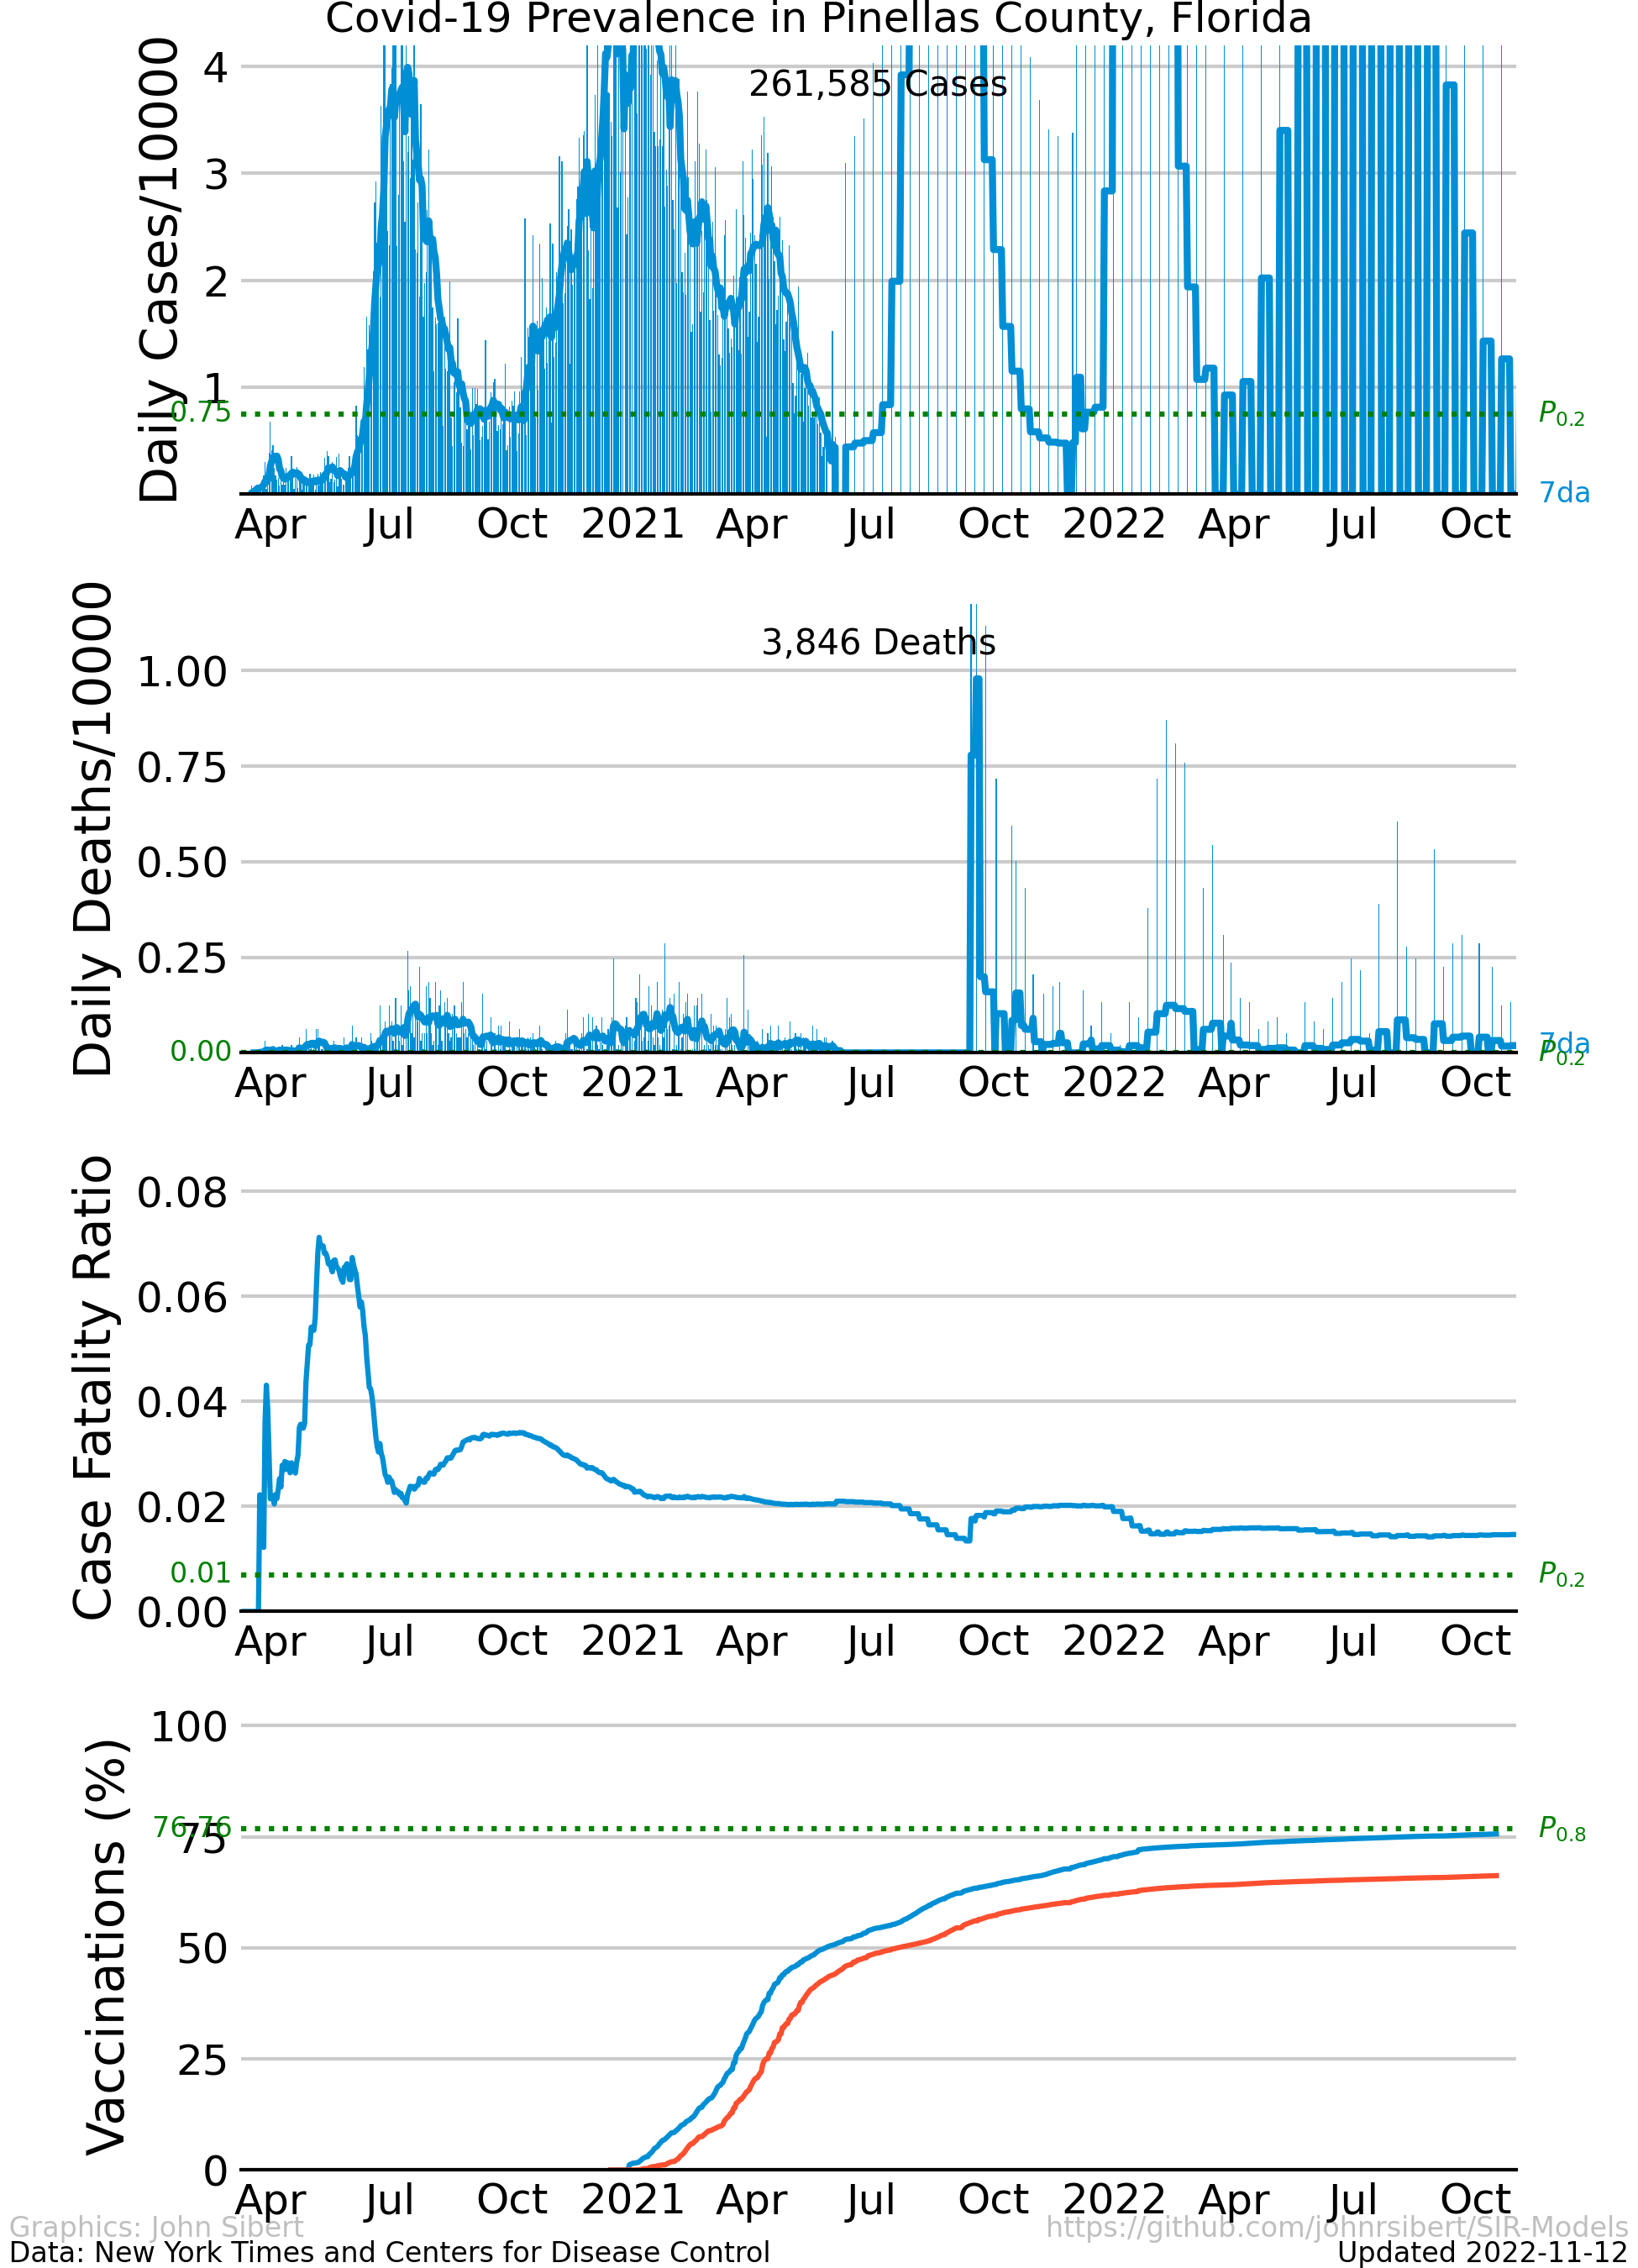 Covid-19 Prevalence in Pinellas County, Florida
Daily Cases/10000
261,585 Cases
4
3
2
1
0.75
P0.2
7da
Apr Jul Oct 2021 Apr Jul Oct 2022 Apr Jul Oct
Daily Deaths/10000
3,846 Deaths
1.00
0.75
0.50
0.25
0.00
7da
P0.2
Apr Jul Oct 2021 Apr Jul Oct 2022 Apr Jul Oct
Case Fatality Ratio
0.08
0.06
0.04
0.02
0.01
P0.2
0.00
Apr Jul Oct 2021 Apr Jul Oct 2022 Apr Jul Oct
Vaccinations (%)
100
76.76
P0.8
75
50
25
0
Apr Jul Oct 2021 Apr Jul Oct 2022 Apr Jul Oct
Graphics: John Sibert https://github.com/johnrsibert/SIR-Models
Data: New York Times and Centers for Disease Control Updated 2022-11-12